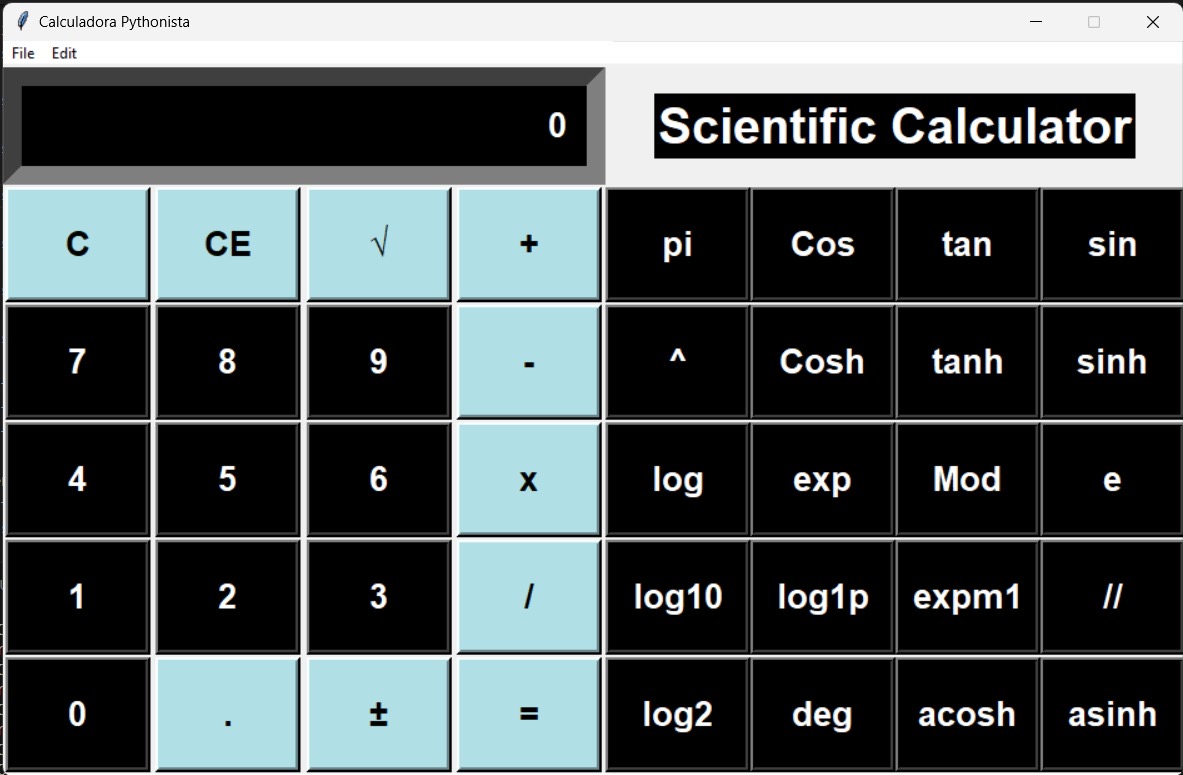 Calculadora Pythonista
File Edit
0 Scientific Calculator
C CE √ + pi Cos tan sin
7 8 9 - ^ Cosh tanh sinh
4 5 6 x log exp Mod e
1 2 3 / log10 log1p expm1 //
0 . ± = log2 deg acosh asinh